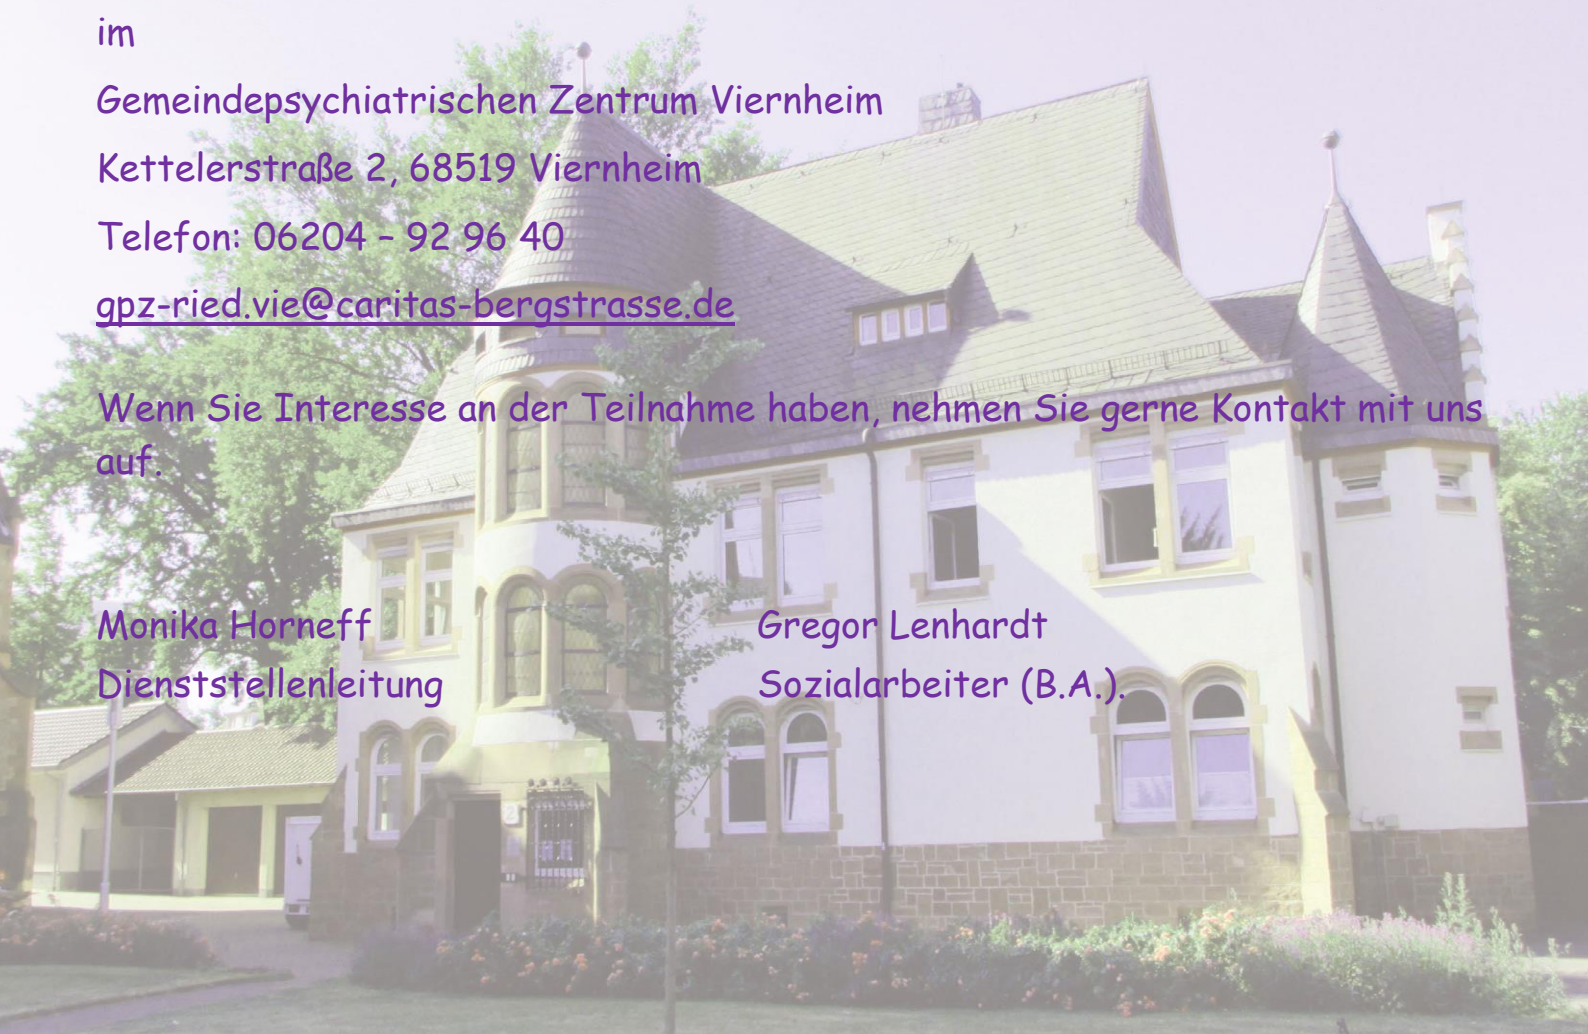 im
Gemeindepsychiatrischen Zentrum Viernheim
Kettelerstraße 2, 68519 Viernheim
Telefon: 06204 – 92 96 40
gpz-ried.vie@caritas-bergstrasse.de
Wenn Sie Interesse an der Teilnahme haben, nehmen Sie gerne Kontakt mit uns
auf.
Monika Horneff Gregor Lenhardt
Dienststellenleitung Sozialarbeiter (B.A.).
2